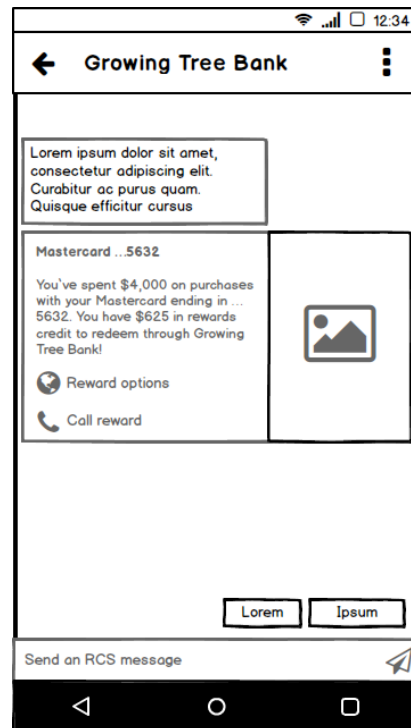 12:34
Growing Tree Bank
Lorem ipsum dolor sit amet,
consectetur adipiscing elit.
Curabitur ac purus quam.
Quisque efficitur cursus
Mastercard ...5632
You`ve spent $4,000 on purchases
with your Mastercard ending in ...
5632. You have $625 in rewards
credit to redeem through Growing
Tree Bank!
Reward options
Call reward
Lorem
Ipsum
Send an RCS message